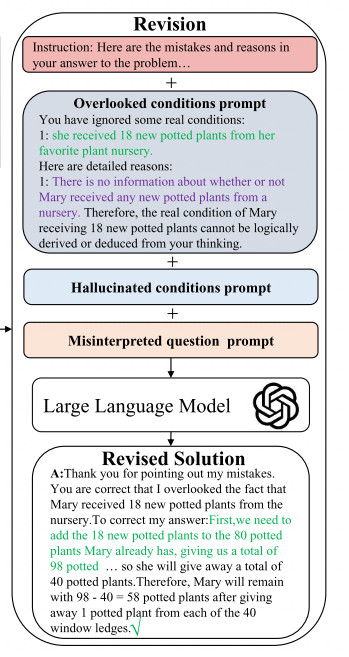 Revision
Instruction: Here are the mistakes and reasons in
your answer to the problem…
+
Overlooked conditions prompt
You have ignored some real conditions:
1: she received 18 new potted plants from her
favorite plant nursery.
Here are detailed reasons:
1: There is no information about whether or not
Mary received any new potted plants from a
nursery. Therefore, the real condition of Mary
receiving 18 new potted plants cannot be logically
derived or deduced from your thinking.
+
Hallucinated conditions prompt
+
Misinterpreted question prompt
Large Language Model
Revised Solution
A:Thank you for pointing out my mistakes.
You are correct that I overlooked the fact that
Mary received 18 new potted plants from the
nursery.To correct my answer:First,we need to
add the 18 new potted plants to the 80 potted
plants Mary already has, giving us a total of
98 potted … so she will give away a total of
40 potted plants.Therefore, Mary will remain
with 98 - 40 = 58 potted plants after giving
away 1 potted plant from each of the 40
window ledges.√